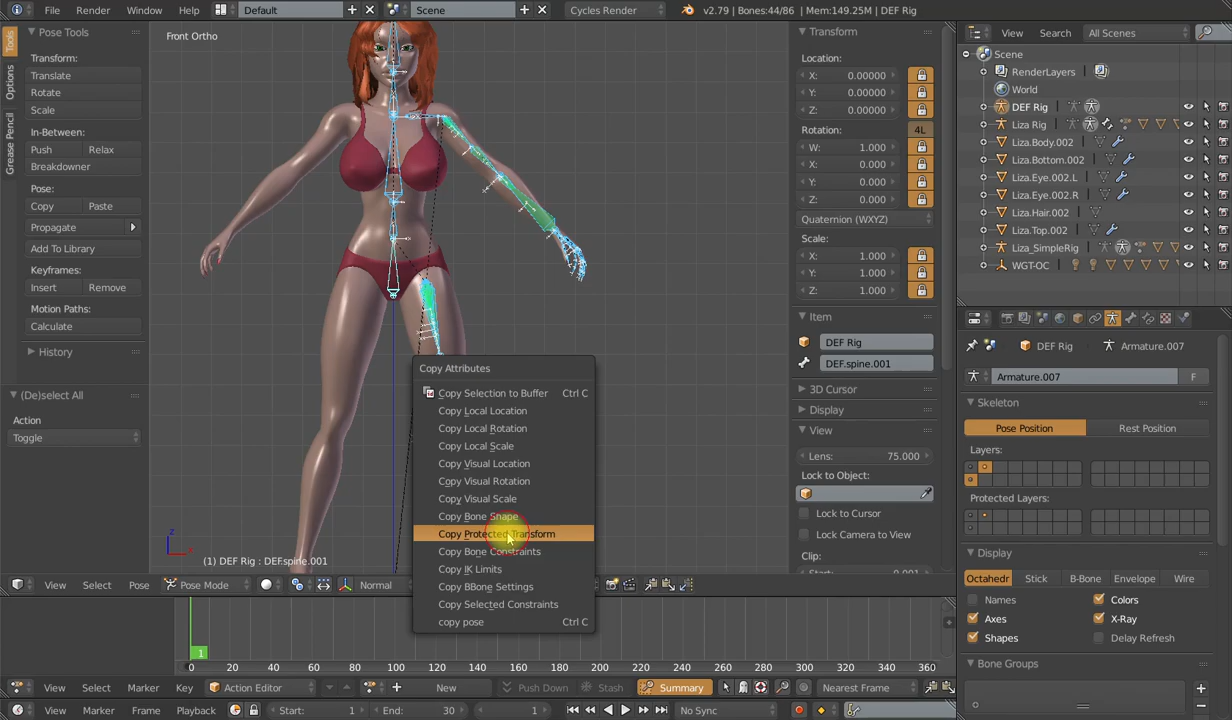 File Render Window Help Default Scene Cycles Render v2.79 | Bones:44/86 | Mem:149.25M | DEF Rig
Tools
Options
Grease Pencil
Pose Tools
Transform:
Translate
Rotate
Scale
In-Between:
Push Relax
Breakdowner
Pose:
Copy Paste
Propagate
Add To Library
Keyframes:
Insert Remove
Motion Paths:
Calculate
History
(De)select All
Action
Toggle
Front Ortho
(1) DEF Rig : DEF.spine.001
Copy Attributes
Copy Selection to Buffer Ctrl C
Copy Local Location
Copy Local Rotation
Copy Local Scale
Copy Visual Location
Copy Visual Rotation
Copy Visual Scale
Copy Bone Shape
Copy Protected Transform
Copy Bone Constraints
Copy IK Limits
Copy BBone Settings
Copy Selected Constraints
copy pose Ctrl C
View Select Pose Pose Mode Normal
Transform
Location:
X: 0.00000
Y: 0.00000
Z: 0.00000
Rotation: 4L
W: 1.000
X: 0.000
Y: 0.000
Z: 0.000
Quaternion (WXYZ)
Scale:
X: 1.000
Y: 1.000
Z: 1.000
Item
DEF Rig
DEF.spine.001
3D Cursor
Display
View
Lens: 75.000
Lock to Object:
Lock to Cursor
Lock Camera to View
Clip:
View Search All Scenes
Scene
RenderLayers
World
DEF Rig
Liza Rig
Liza.Body.002
Liza.Bottom.002
Liza.Eye.002.L
Liza.Eye.002.R
Liza.Hair.002
Liza.Top.002
Liza_SimpleRig
WGT-OC
DEF Rig Armature.007
Armature.007 F
Skeleton
Pose Position Rest Position
Layers:
Protected Layers:
Display
Octahedr Stick B-Bone Envelope Wire
Names Colors
Axes X-Ray
Shapes Delay Refresh
Bone Groups
1
0 20 40 60 80 100 120 140 160 180 200 220 240 260 280 300 320 340 360
View Select Marker Key Action Editor New Push Down Stash Summary Nearest Frame
View Marker Frame Playback Start: 1 End: 30 1 No Sync
Z
X